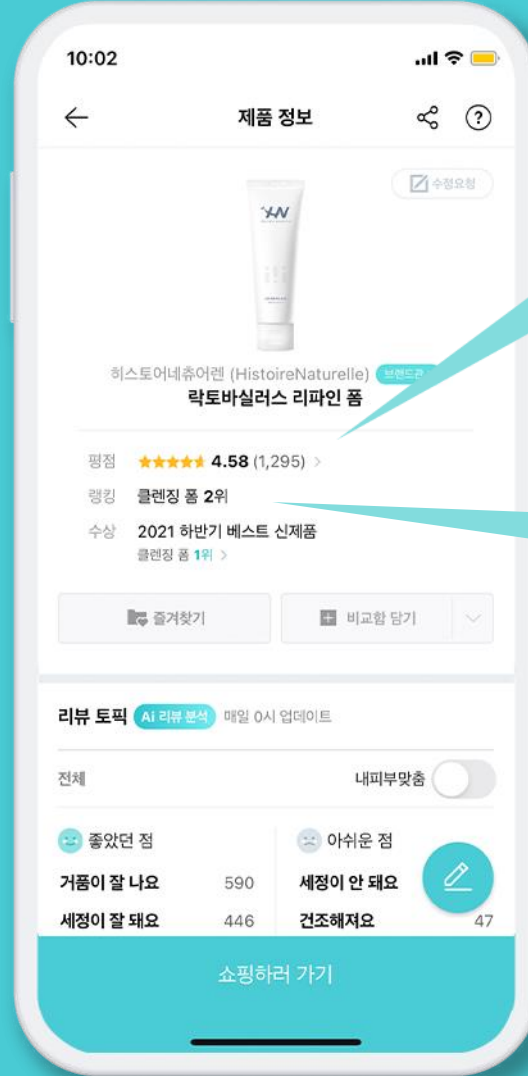 10:02
제품 정보
수정요청
히스토어네츄어렌 (HistoireNaturelle)
락토바실러스 리파인 폼
평점 4.58 (1,295) >
랭킹 클렌징 폼 2위
수상 2021 하반기 베스트 신제품
클렌징 폼 1위 >
즐겨찾기 비교함 담기
리뷰 토픽 Ai 리뷰 분석 매일 0시 업데이트
전체 내피부맞춤
좋았던 점 아쉬운 점
거품이 잘 나요 590 세정이 안 돼요
세정이 잘 돼요 446 건조해져요 47
쇼핑하러 가기